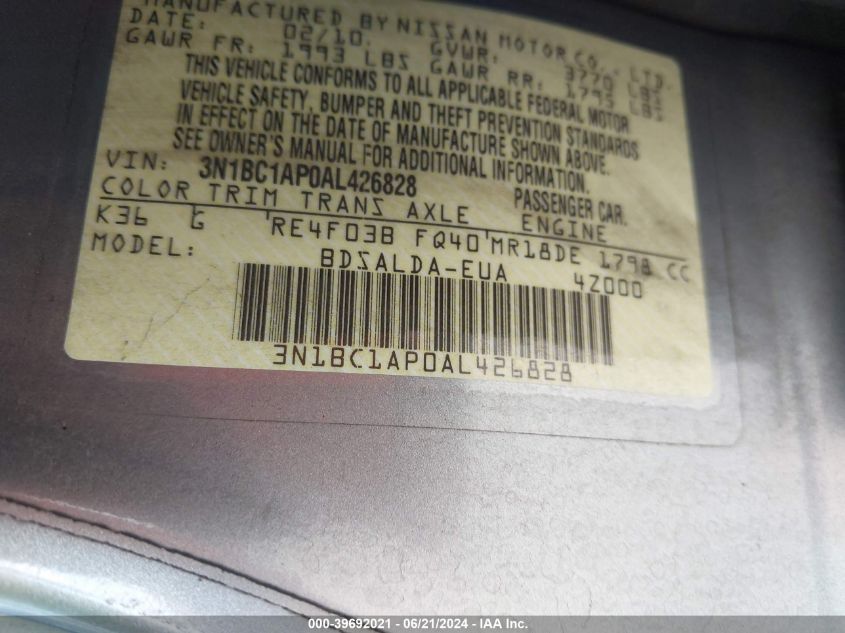 MANUFACTURED BY NISSAN MOTOR CO., LTD.
DATE: 02/10. GVWR: 3770 LBS
GAWR FR: 1993 LBS GAWR RR: 1795 LBS
THIS VEHICLE CONFORMS TO ALL APPLICABLE FEDERAL MOTOR
VEHICLE SAFETY, BUMPER AND THEFT PREVENTION STANDARDS
IN EFFECT ON THE DATE OF MANUFACTURE SHOWN ABOVE.
SEE OWNER'S MANUAL FOR ADDITIONAL INFORMATION.
VIN: 3N1BC1AP0AL426828 PASSENGER CAR.
COLOR TRIM TRANS AXLE ENGINE
K36 G RE4F03B FQ40 MR18DE 1798 CC
MODEL: BDSALDA-EUA 4Z000
3N1BC1AP0AL426828
000-39692021 - 06/21/2024 - IAA Inc.